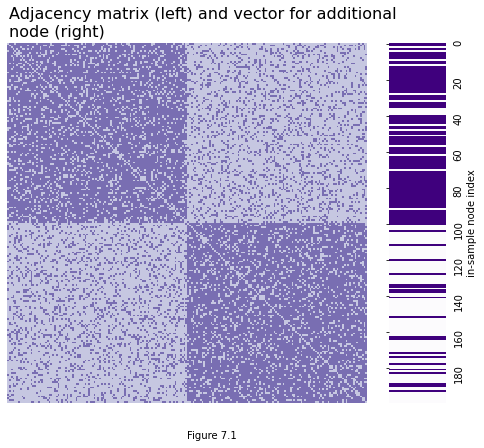 Adjacency matrix (left) and vector for additional
node (right)
0
20
40
60
80
100
120
140
160
180
in-sample node index
Figure 7.1